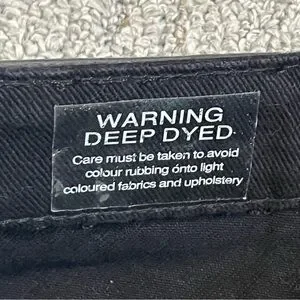 WARNING
DEEP DYED
Care must be taken to avoid
colour rubbing onto light
coloured fabrics and upholstery